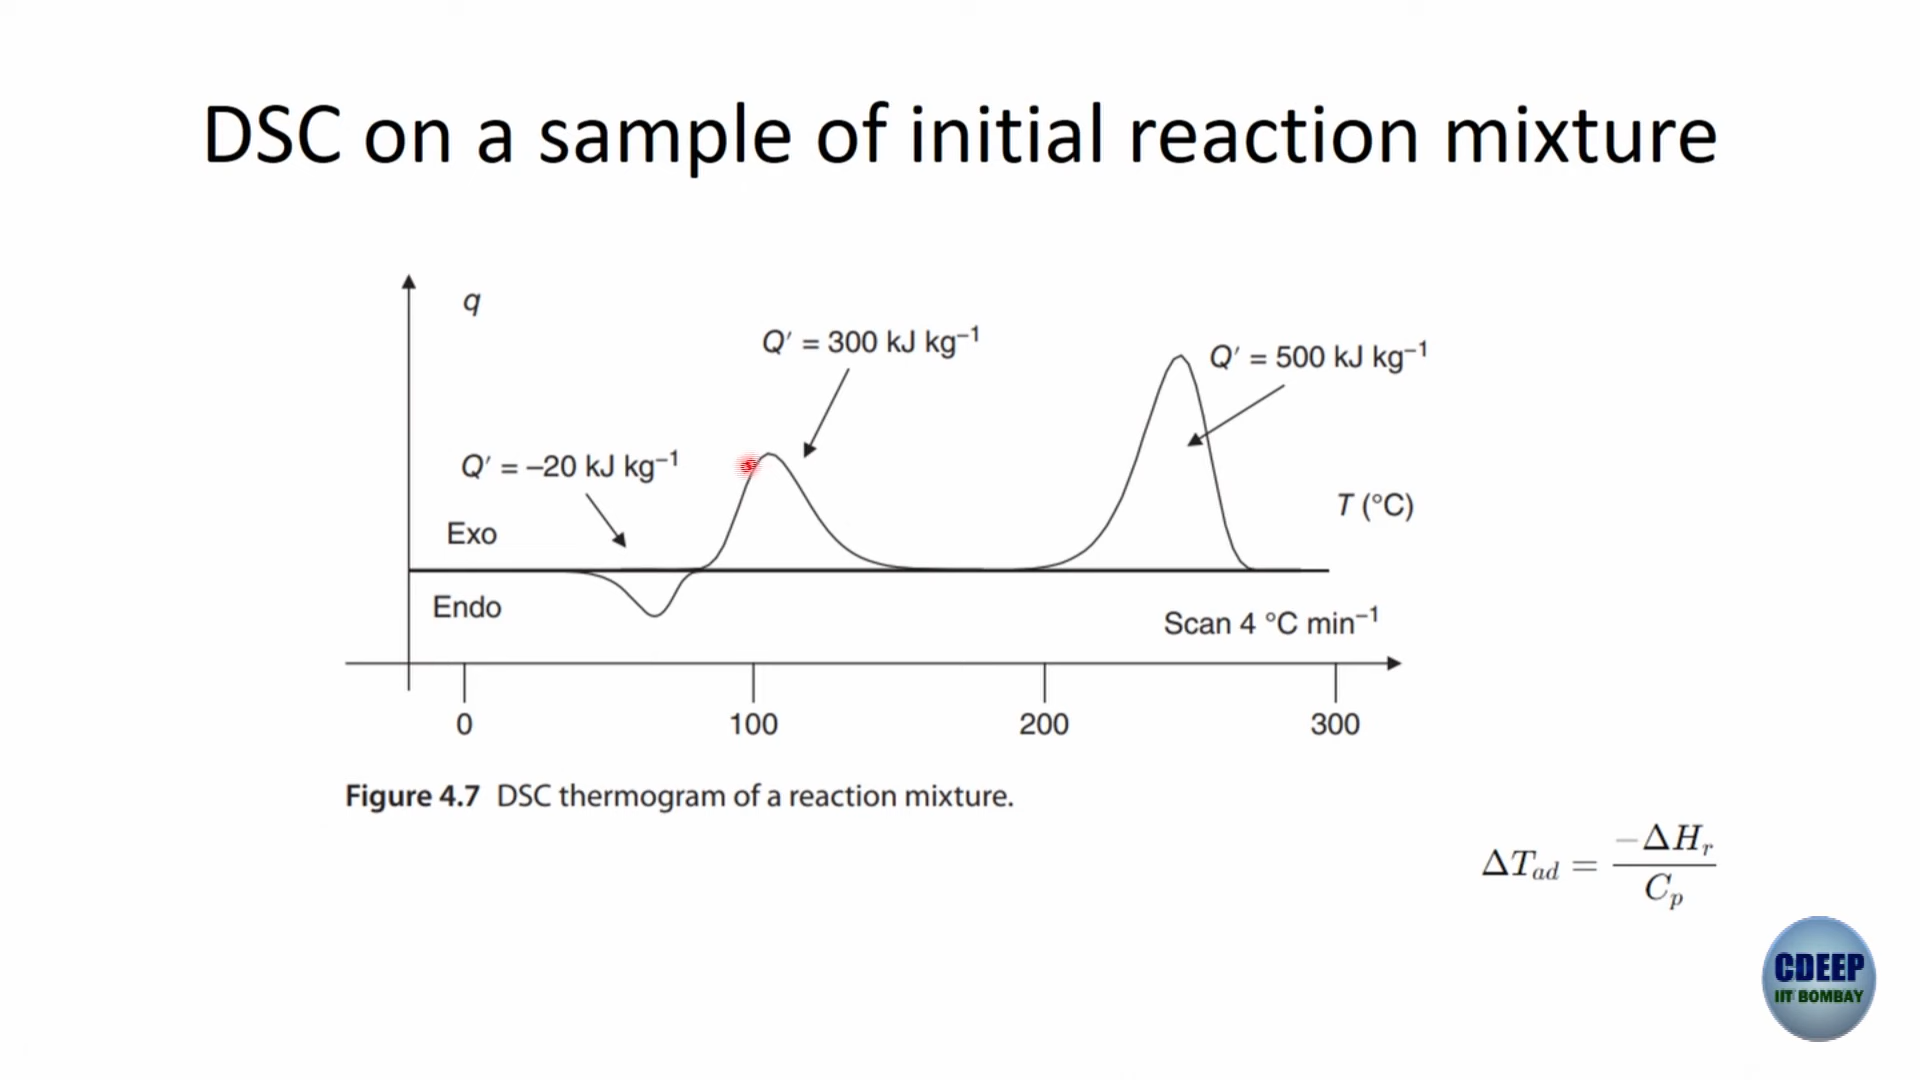 DSC on a sample of initial reaction mixture
q
Q′ = 300 kJ kg⁻¹
Q′ = 500 kJ kg⁻¹
Q′ = –20 kJ kg⁻¹
T (°C)
Exo
Endo
Scan 4 °C min⁻¹
0 100 200 300
Figure 4.7 DSC thermogram of a reaction mixture.
ΔT_ad = −ΔH_r / C_p
CDEEP
IIT BOMBAY